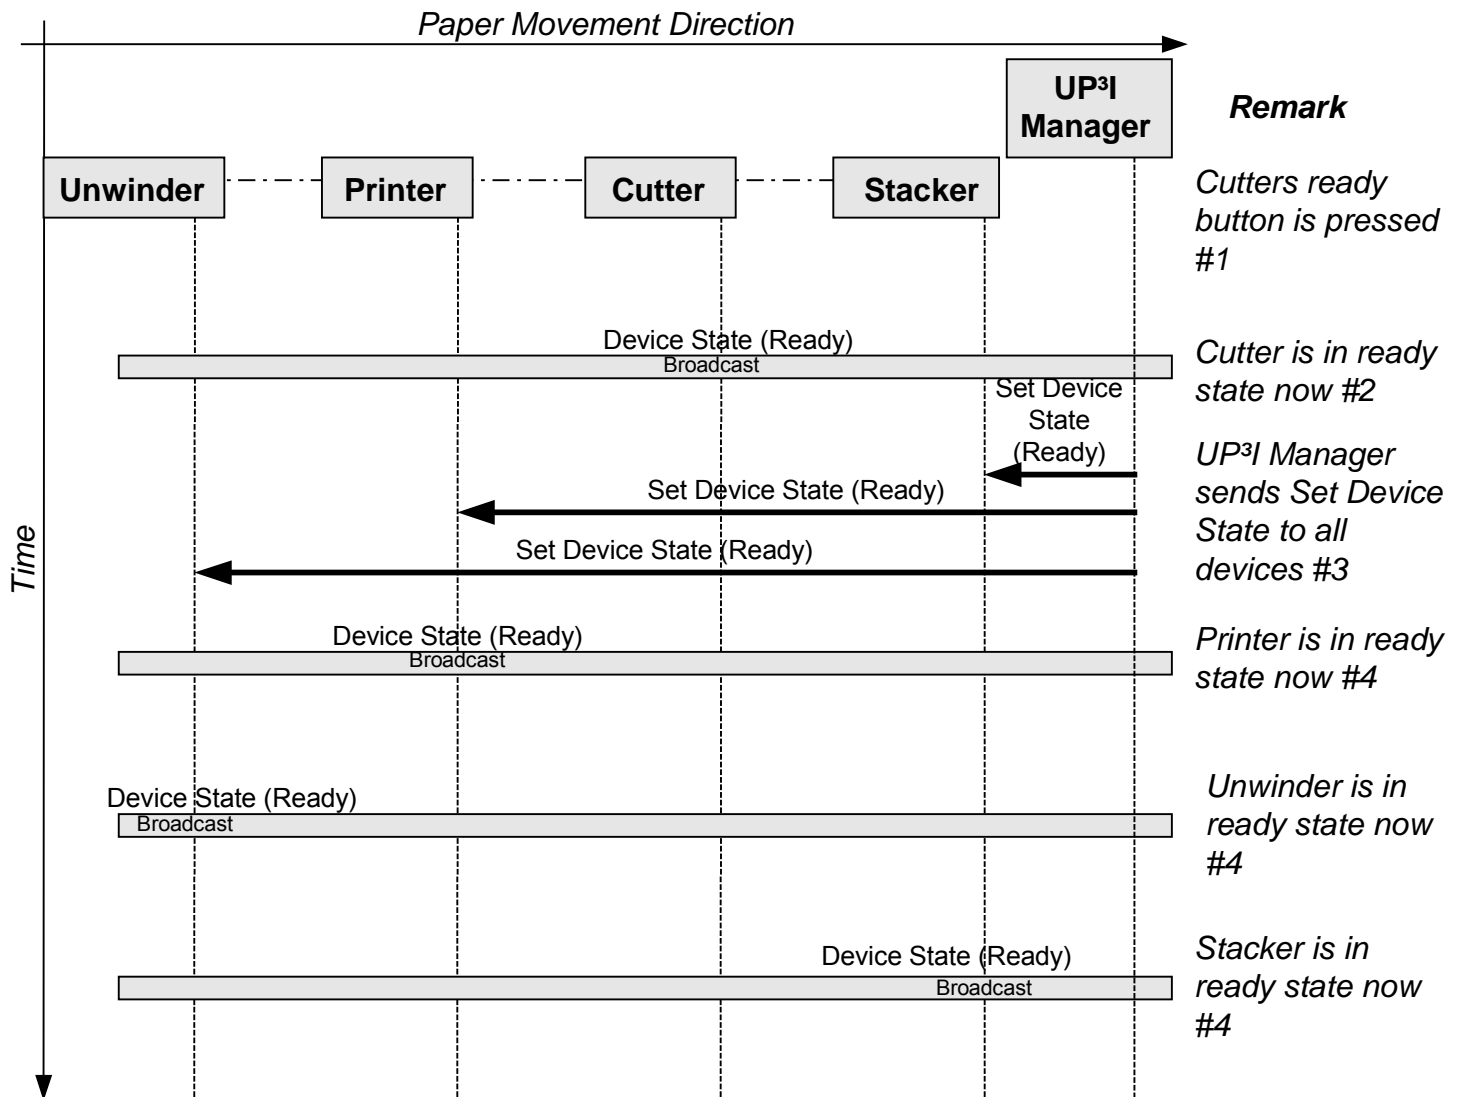 Paper Movement Direction
UP³I
Manager
Remark
Unwinder
Printer
Cutter
Stacker
Cutters ready
button is pressed
#1
Device State (Ready)
Broadcast
Cutter is in ready
state now #2
Set Device
State
(Ready)
UP³I Manager
sends Set Device
State to all
devices #3
Set Device State (Ready)
Set Device State (Ready)
Time
Device State (Ready)
Broadcast
Printer is in ready
state now #4
Device State (Ready)
Broadcast
Unwinder is in
ready state now
#4
Device State (Ready)
Broadcast
Stacker is in
ready state now
#4